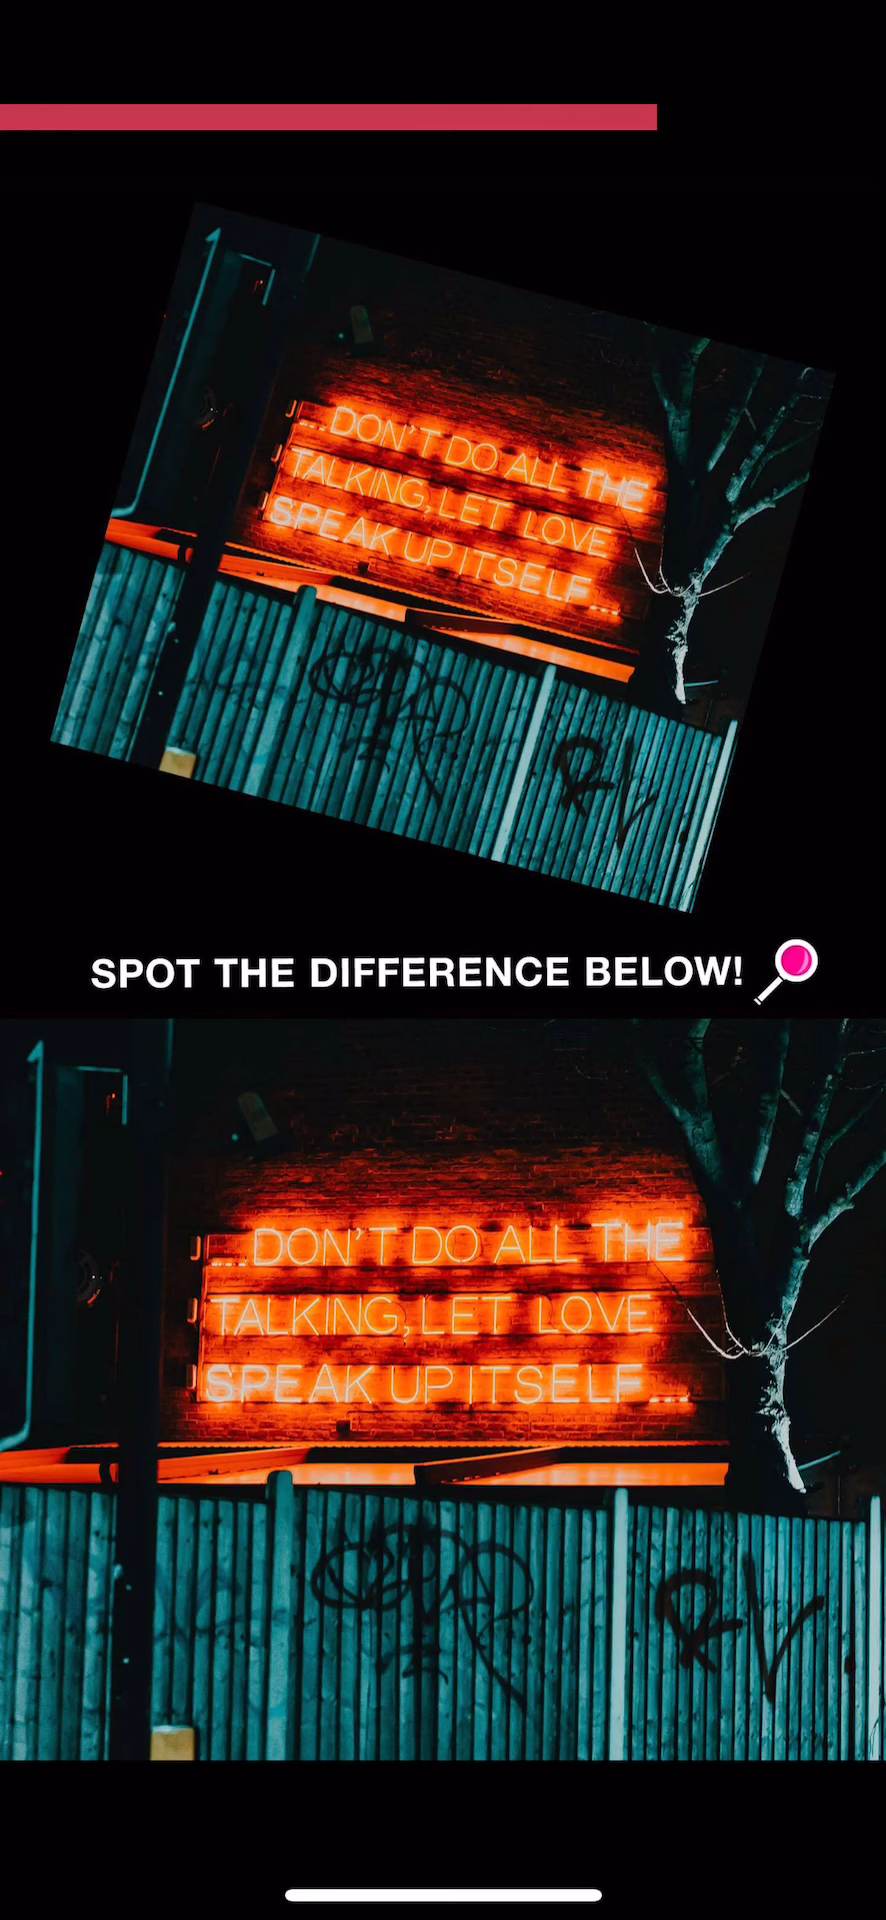 ...DON'T DO ALL THE
TALKING, LET LOVE
SPEAK UP ITSELF...
SPOT THE DIFFERENCE BELOW!
...DON'T DO ALL THE
TALKING, LET LOVE
SPEAK UP ITSELF...